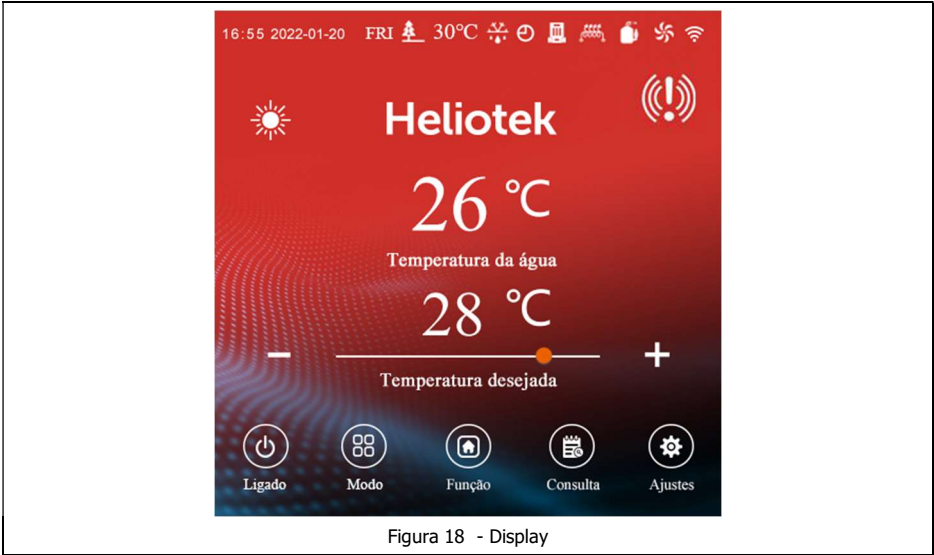 16:55 2022-01-20 FRI 30℃
Heliotek
26 ℃
Temperatura da água
28 ℃
Temperatura desejada
Ligado Modo Função Consulta Ajustes
Figura 18 - Display